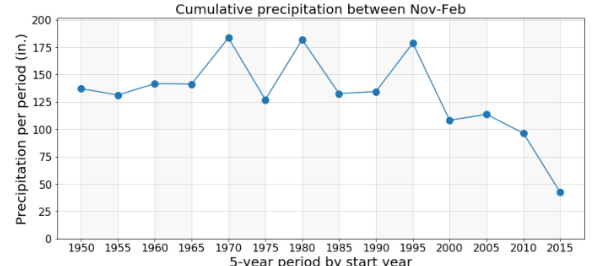 Cumulative precipitation between Nov-Feb
Precipitation per period (in.)
200
175
150
125
100
75
50
25
0
1950 1955 1960 1965 1970 1975 1980 1985 1990 1995 2000 2005 2010 2015
5-year period by start year